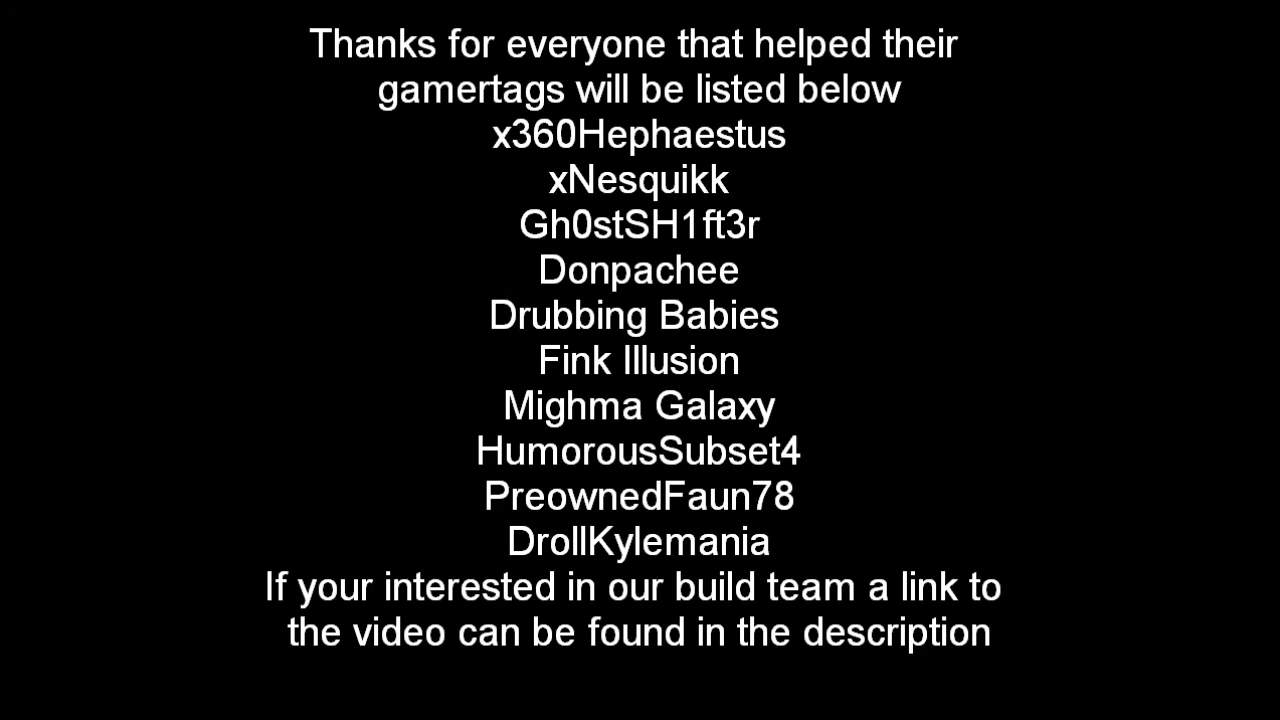 Thanks for everyone that helped their
gamertags will be listed below
x360Hephaestus
xNesquikk
Gh0stSH1ft3r
Donpachee
Drubbing Babies
Fink Illusion
Mighma Galaxy
HumorousSubset4
PreownedFaun78
DrollKylemania
If your interested in our build team a link to
the video can be found in the description